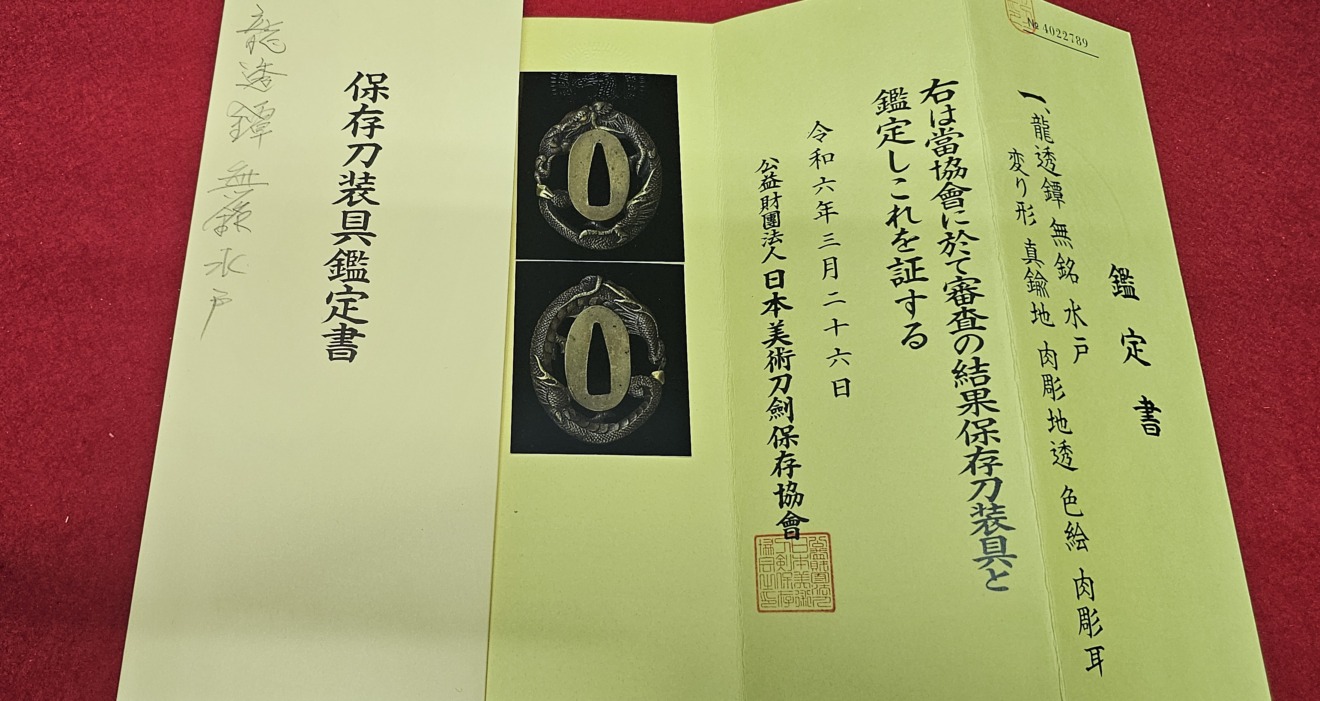 № 4022789
鑑定書
一、龍透鐔 無銘 水戸
変り形 真鍮地 肉彫地透 色絵 肉彫耳
右は當協會に於て審査の結果保存刀装具と
鑑定しこれを証する
令和六年三月二十六日
公益財團法人 日本美術刀劍保存協會
保存刀装具鑑定書
龍透鐔 無銘 水戸